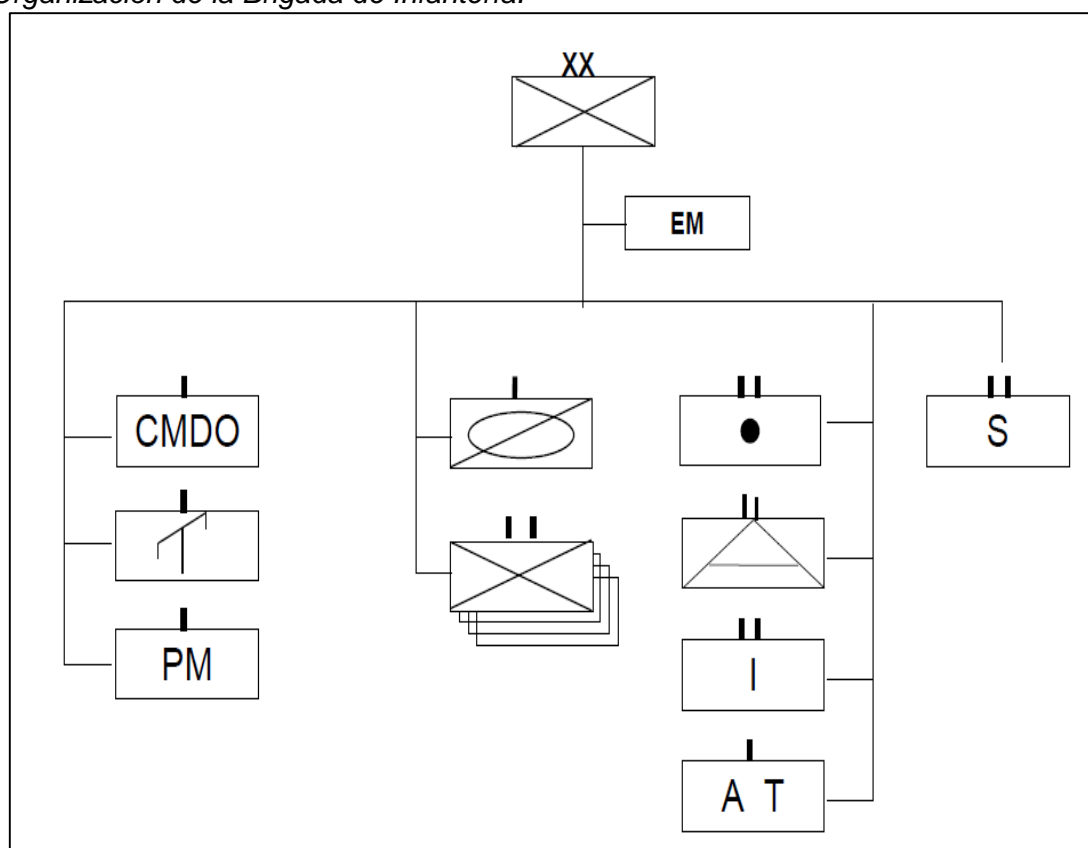 Organización de la Brigada de Infantería.
XX
EM
CMDO
PM
S
I
A T